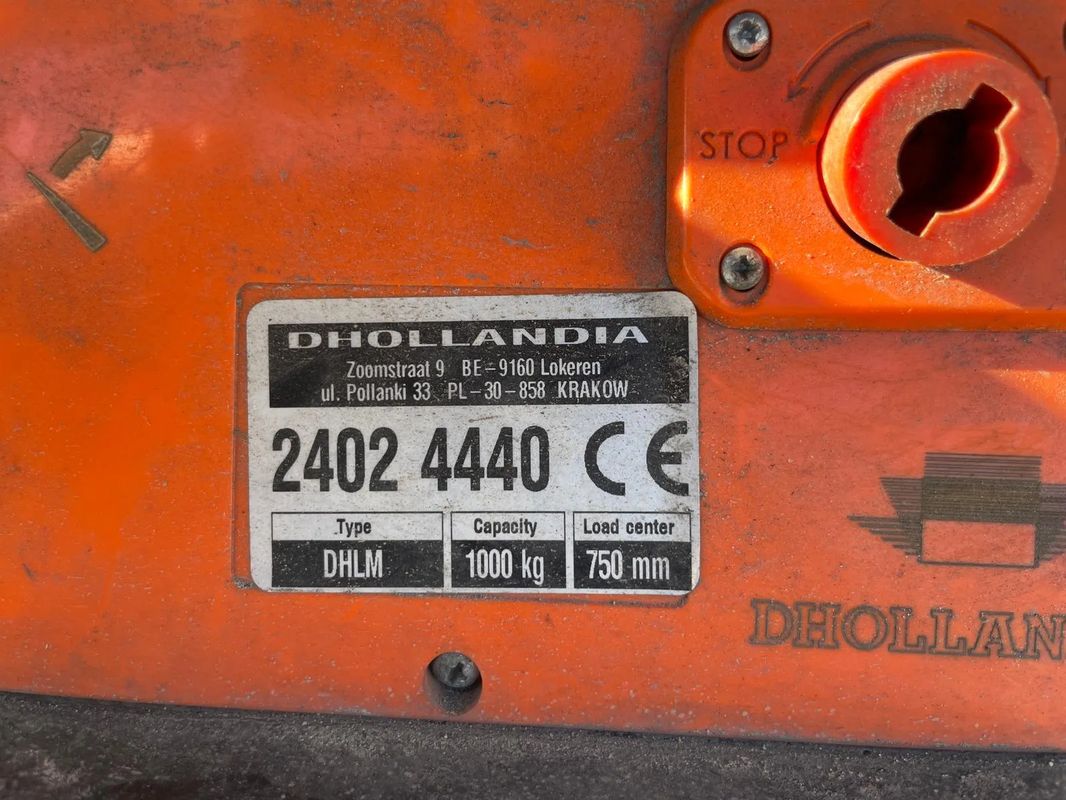 STOP
DHOLLANDIA
Zoomstraat 9 BE-9160 Lokeren
ul. Pollanki 33 PL-30-858 KRAKOW
2402 4440 CE
Type Capacity Load center
DHLM 1000 kg 750 mm
DHOLLAN